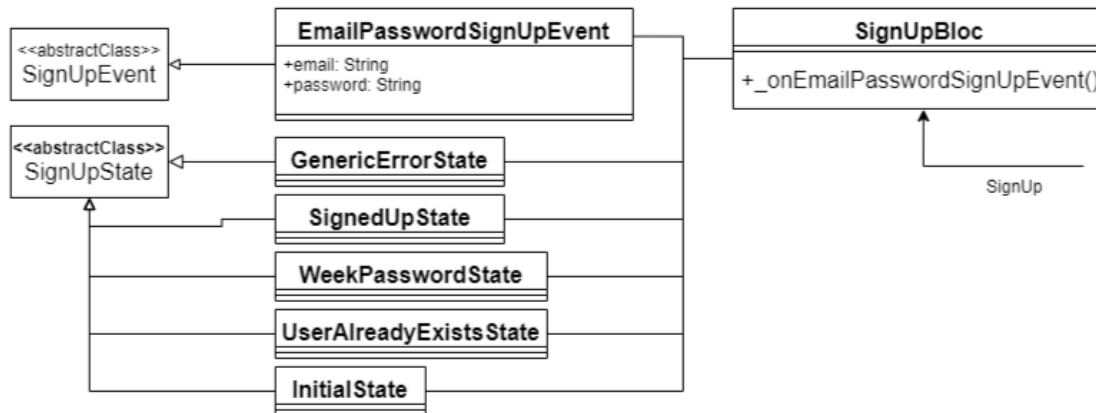 <<abstractClass>>
SignUpEvent
EmailPasswordSignUpEvent
+email: String
+password: String
SignUpBloc
+_onEmailPasswordSignUpEvent()
<<abstractClass>>
SignUpState
GenericErrorState
SignUp
SignedUpState
WeekPasswordState
UserAlreadyExistsState
InitialState